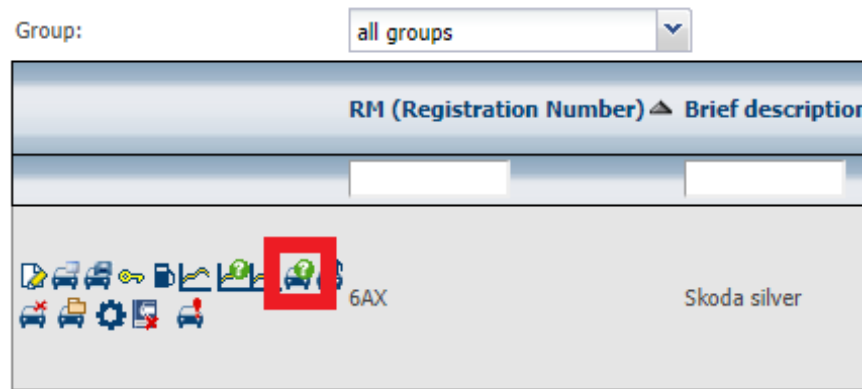 Group: all groups
RM (Registration Number) Brief description
6AX Skoda silver